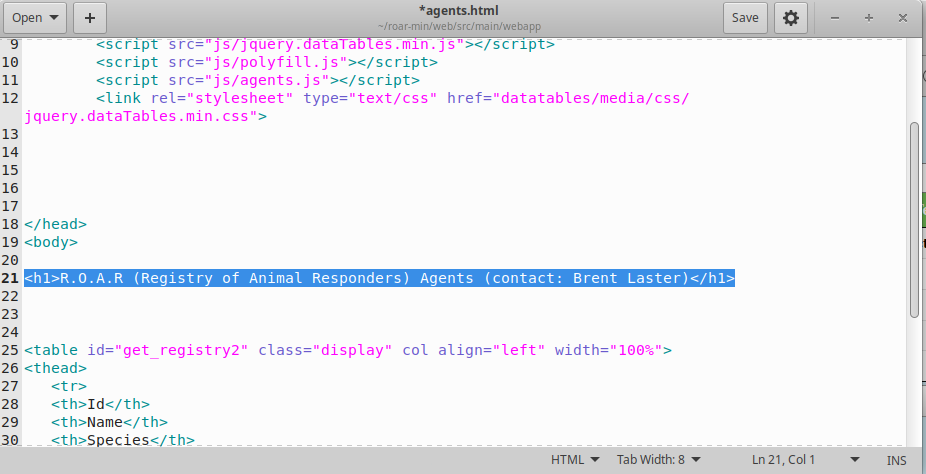 Open
+
*agents.html
~/roar-min/web/src/main/webapp
Save
9 <script src="js/jquery.dataTables.min.js"></script>
10 <script src="js/polyfill.js"></script>
11 <script src="js/agents.js"></script>
12 <link rel="stylesheet" type="text/css" href="datatables/media/css/
jquery.dataTables.min.css">
13
14
15
16
17
18 </head>
19 <body>
20
21 <h1>R.O.A.R (Registry of Animal Responders) Agents (contact: Brent Laster)</h1>
22
23
24
25 <table id="get_registry2" class="display" col align="left" width="100%">
26 <thead>
27 <tr>
28 <th>Id</th>
29 <th>Name</th>
30 <th>Species</th>
HTML
Tab Width: 8
Ln 21, Col 1
INS